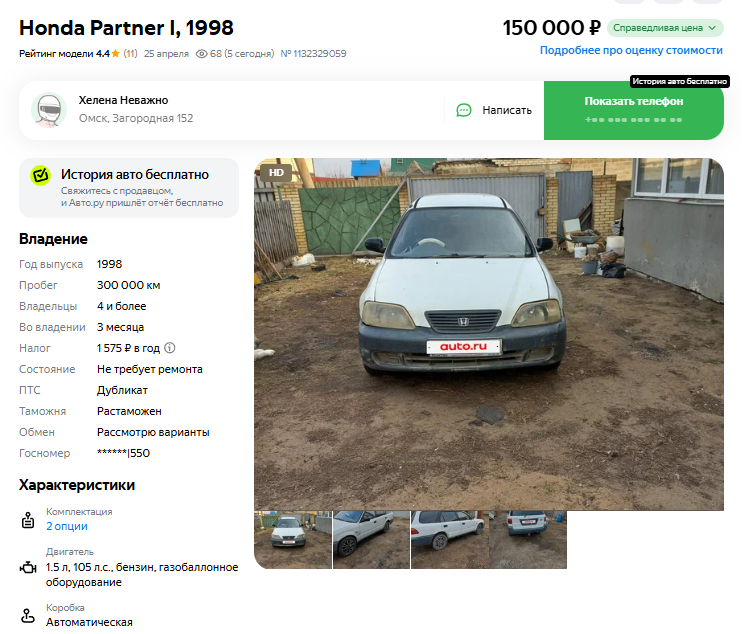 Honda Partner I, 1998
150 000 ₽ Справедливая цена
Рейтинг модели 4.4 (11) 25 апреля 68 (5 сегодня) № 1132329059
Подробнее про оценку стоимости
История авто бесплатно
Хелена Неважно
Омск, Загородная 152
Написать
Показать телефон
+•• ••• ••• •• ••
История авто бесплатно
Свяжитесь с продавцом,
и Авто.ру пришлёт отчёт бесплатно
HD
auto.ru
Владение
Год выпуска 1998
Пробег 300 000 км
Владельцы 4 и более
Во владении 3 месяца
Налог 1 575 ₽ в год
Состояние Не требует ремонта
ПТС Дубликат
Таможня Растаможен
Обмен Рассмотрю варианты
Госномер ******|550
Характеристики
Комплектация
2 опции
Двигатель
1.5 л, 105 л.с., бензин, газобаллонное
оборудование
Коробка
Автоматическая